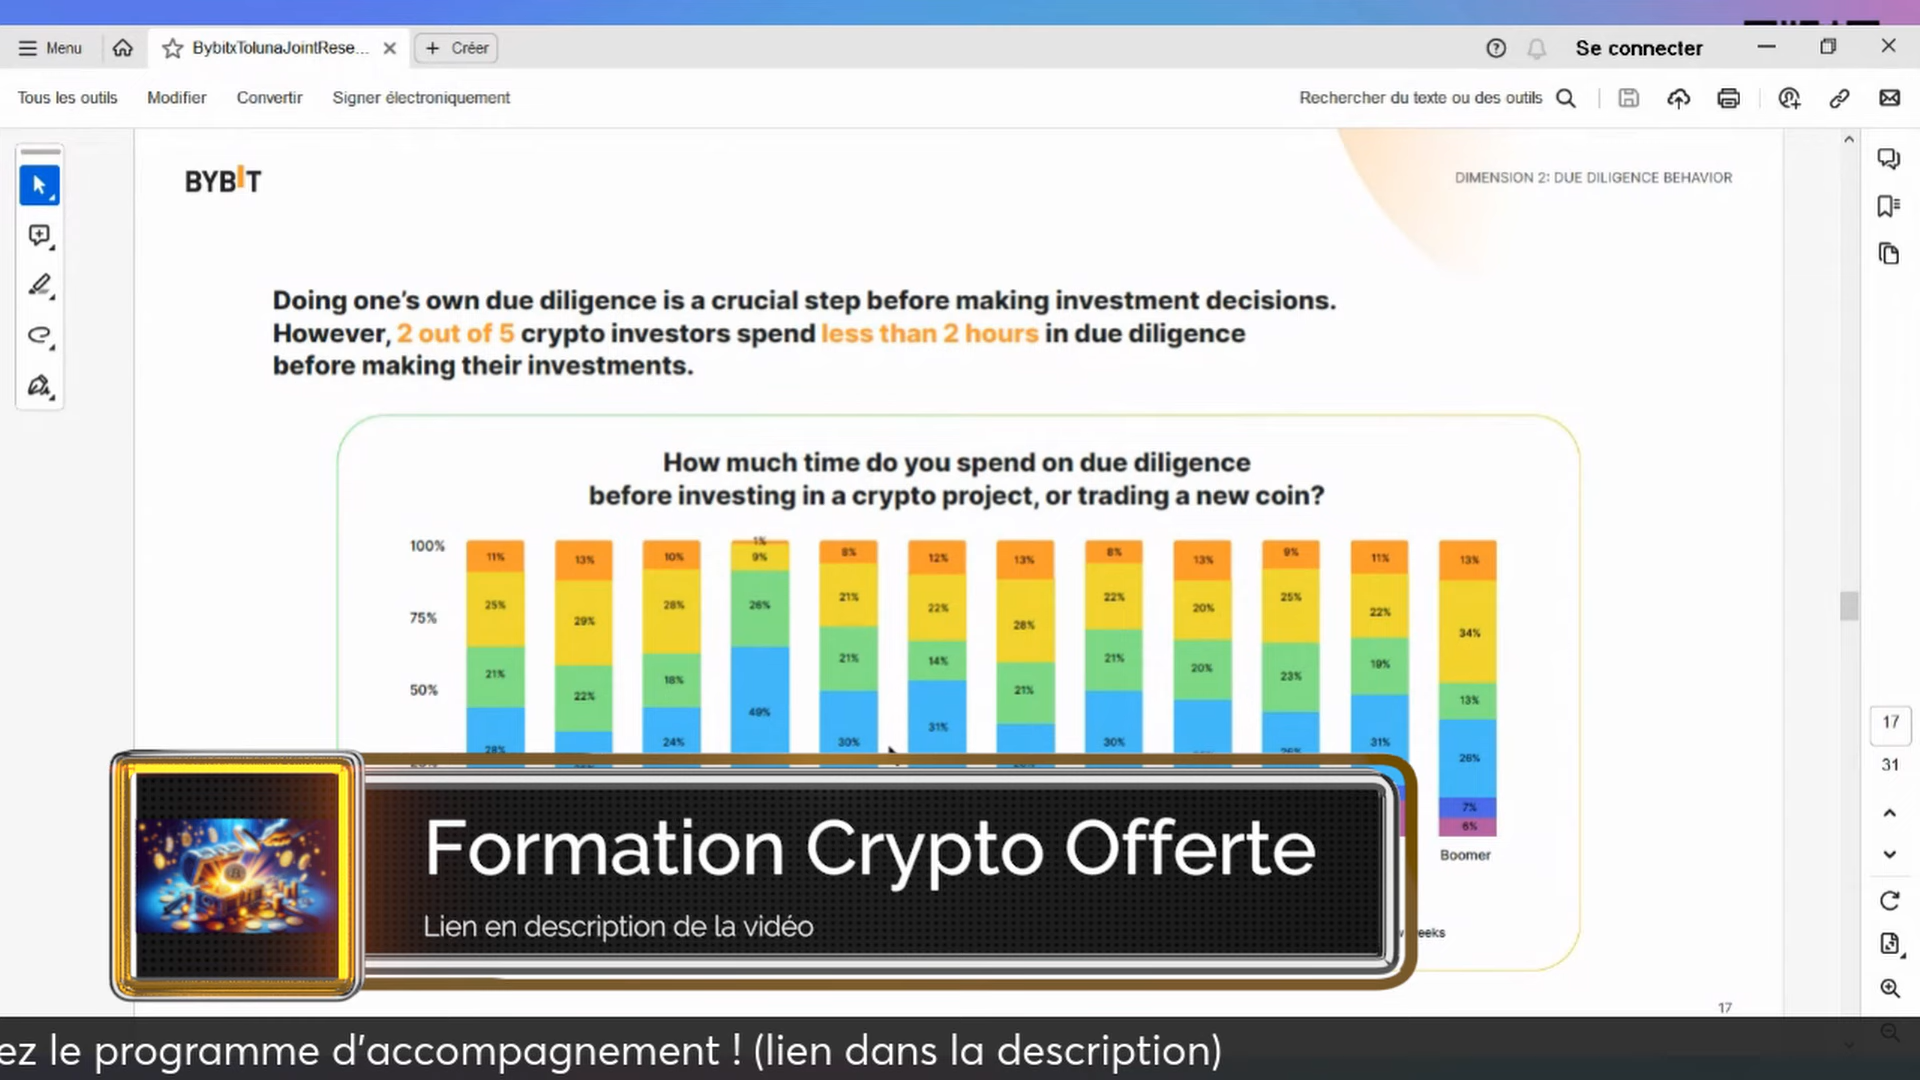 Menu
BybitxTolunaJointRese...
Créer
Se connecter
Tous les outils
Modifier
Convertir
Signer électroniquement
Rechercher du texte ou des outils
BYBIT
DIMENSION 2: DUE DILIGENCE BEHAVIOR
Doing one's own due diligence is a crucial step before making investment decisions.
However, 2 out of 5 crypto investors spend less than 2 hours in due diligence
before making their investments.
How much time do you spend on due diligence
before investing in a crypto project, or trading a new coin?
100%
11% 13% 10% 1% 8% 12% 13% 8% 13% 9% 11% 13%
9%
75%
25% 29% 28% 26% 21% 22% 28% 22% 20% 25% 22% 34%
21% 22% 18% 21% 14% 21% 21% 20% 23% 19% 13%
50%
28% 24% 49% 30% 31% 30% 31% 26%
7%
6%
Boomer
17
31
Formation Crypto Offerte
Lien en description de la vidéo
17
ez le programme d'accompagnement ! (lien dans la description)